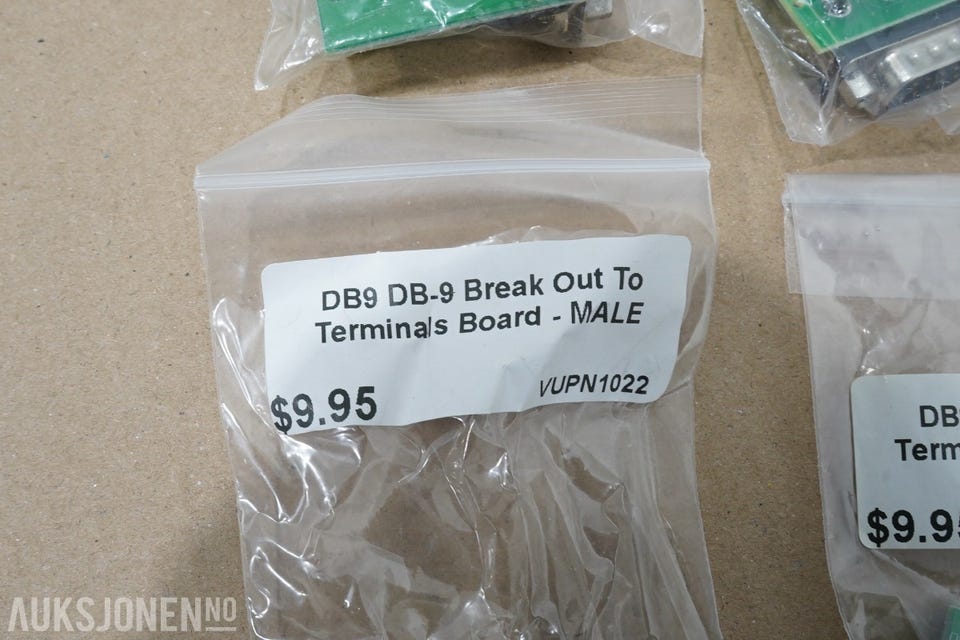 DB9 DB-9 Break Out To
Terminals Board - MALE
$9.95
VUPN1022
DB
Term
$9.95
AUKSJONEN.NO